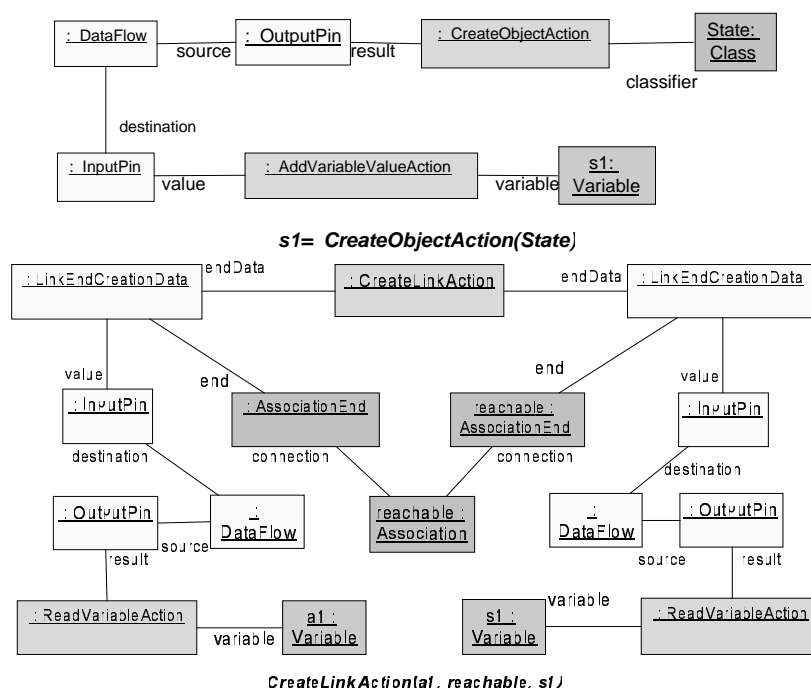 : DataFlow
source
: OutputPin
result
: CreateObjectAction
classifier
State:
Class
destination
: InputPin
value
: AddVariableValueAction
variable
s1:
Variable
s1= CreateObjectAction(State)
: LinkEndCreationData
endData
: CreateLinkAction
endData
: LinkEndCreationData
value
end
end
value
: InputPin
: AssociationEnd
reachable :
AssociationEnd
: InputPin
destination
connection
connection
destination
: OutputPin
source
:
DataFlow
reachable :
Association
:
DataFlow
source
: OutputPin
result
result
: ReadVariableAction
variable
a1 :
Variable
s1 :
Variable
variable
: ReadVariableAction
CreateLinkAction(a1, reachable, s1)